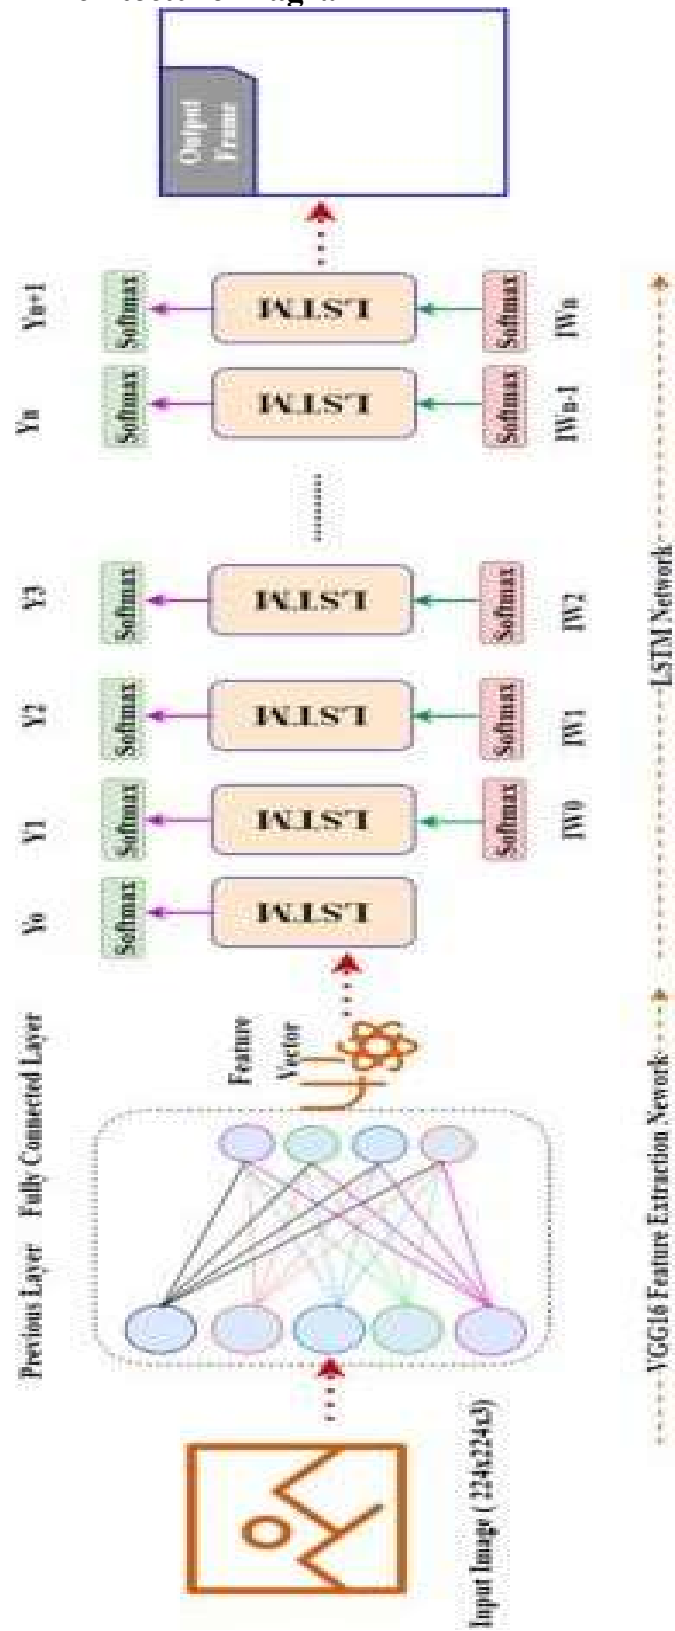 Previous Layer
Fully Connected Layer
Yo
Y1
Y2
Y3
Yn
Yn+1
Softmax
Softmax
Softmax
Softmax
Softmax
Softmax
Feature
Vector
LSTM
LSTM
LSTM
LSTM
LSTM
LSTM
Output
Frame
Softmax
Softmax
Softmax
Softmax
Softmax
Input Image ( 224x224x3)
IW0
IW1
IW2
IWn-1
IWn
VGG16 Feature Extraction Nework
LSTM Network